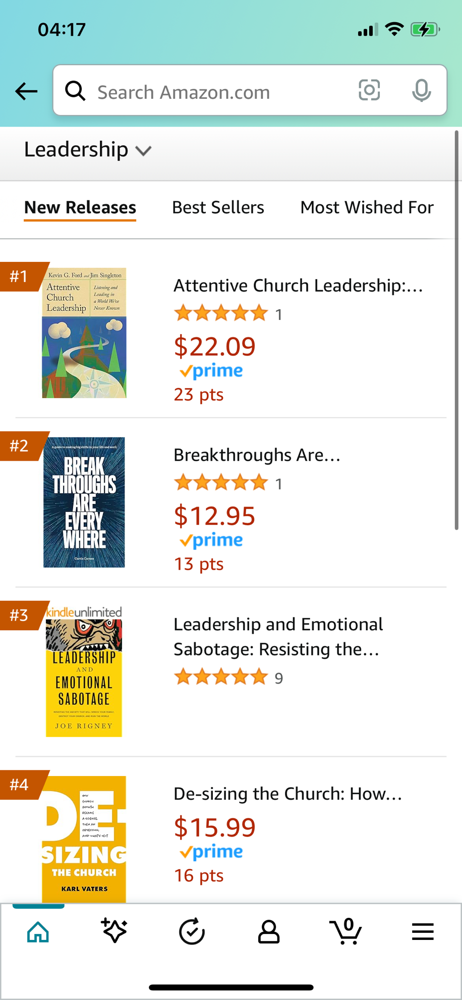 04:17
Search Amazon.com
Leadership
New Releases Best Sellers Most Wished For
#1
Kevin G. Ford and Jim Singleton
Attentive
Church
Leadership
Listening and
Leading in
a World We've
Never Known
Attentive Church Leadership:...
1
$22.09
prime
23 pts
#2
A guide to making big shifts in your life and work
BREAK
THROUGHS
ARE
EVERY
WHERE
Curtis Carnes
Breakthroughs Are...
1
$12.95
prime
13 pts
#3
kindleunlimited
LEADERSHIP
AND
EMOTIONAL
SABOTAGE
RESISTING THE ANXIETY THAT WILL WRECK YOUR FAMILY,
DESTROY YOUR CHURCH, AND RUIN THE WORLD
JOE RIGNEY
Leadership and Emotional
Sabotage: Resisting the...
9
#4
DE-
HOW
CHURCH
GROWTH
BECAME
A SCIENCE,
THEN AN
OBSESSION,
AND WHAT'S NEXT
SIZING
THE CHURCH
KARL VATERS
De-sizing the Church: How...
$15.99
prime
16 pts
0